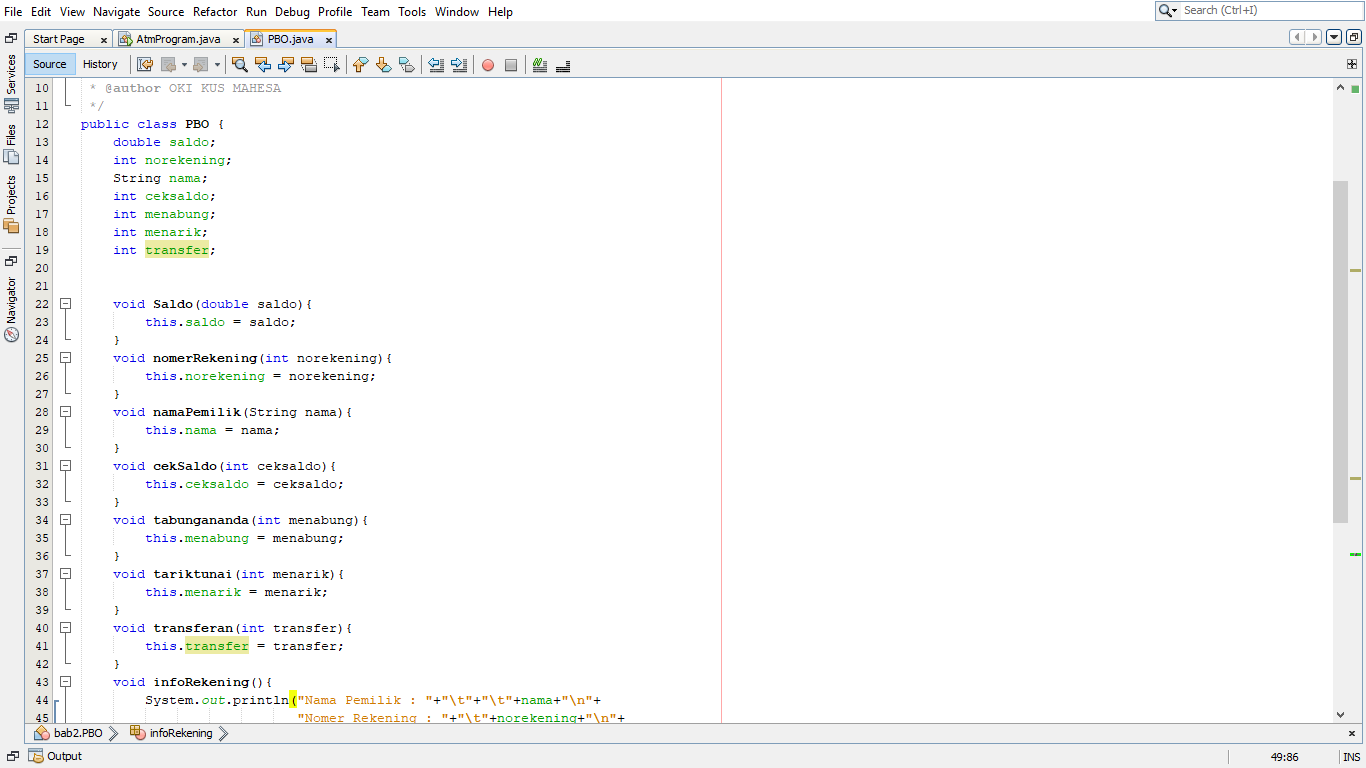 File Edit View Navigate Source Refactor Run Debug Profile Team Tools Window Help
Search (Ctrl+I)
Start Page x AtmProgram.java x PBO.java x
Source History
Services
Files
Projects
Navigator
10 * @author OKI KUS MAHESA
11 */
12 public class PBO {
13 double saldo;
14 int norekening;
15 String nama;
16 int ceksaldo;
17 int menabung;
18 int menarik;
19 int transfer;
20
21
22 void Saldo(double saldo){
23 this.saldo = saldo;
24 }
25 void nomerRekening(int norekening){
26 this.norekening = norekening;
27 }
28 void namaPemilik(String nama){
29 this.nama = nama;
30 }
31 void cekSaldo(int ceksaldo){
32 this.ceksaldo = ceksaldo;
33 }
34 void tabungananda(int menabung){
35 this.menabung = menabung;
36 }
37 void tariktunai(int menarik){
38 this.menarik = menarik;
39 }
40 void transferan(int transfer){
41 this.transfer = transfer;
42 }
43 void infoRekening(){
44 System.out.println("Nama Pemilik : "+"\t"+"\t"+nama+"\n"+
45 "Nomer Rekening : "+"\t"+norekening+"\n"+
bab2.PBO infoRekening x
Output 49:86 INS